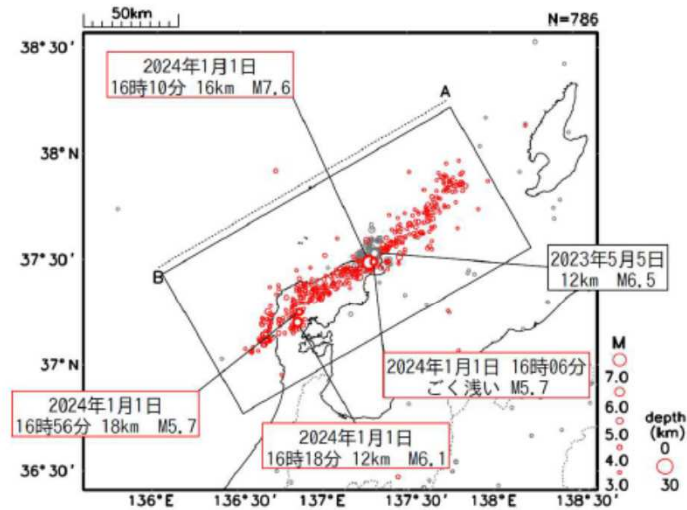 50km
N=786
38°30′
2024年1月1日
16時10分 16km M7.6
A
38°N
37°30′
B
2023年5月5日
12km M6.5
37°N
2024年1月1日 16時06分
ごく浅い M5.7
2024年1月1日
16時56分 18km M5.7
2024年1月1日
16時18分 12km M6.1
36°30′
M
7.0
6.0
5.0
4.0
3.0
depth
(km)
0
30
136°E
136°30′
137°E
137°30′
138°E
138°30′